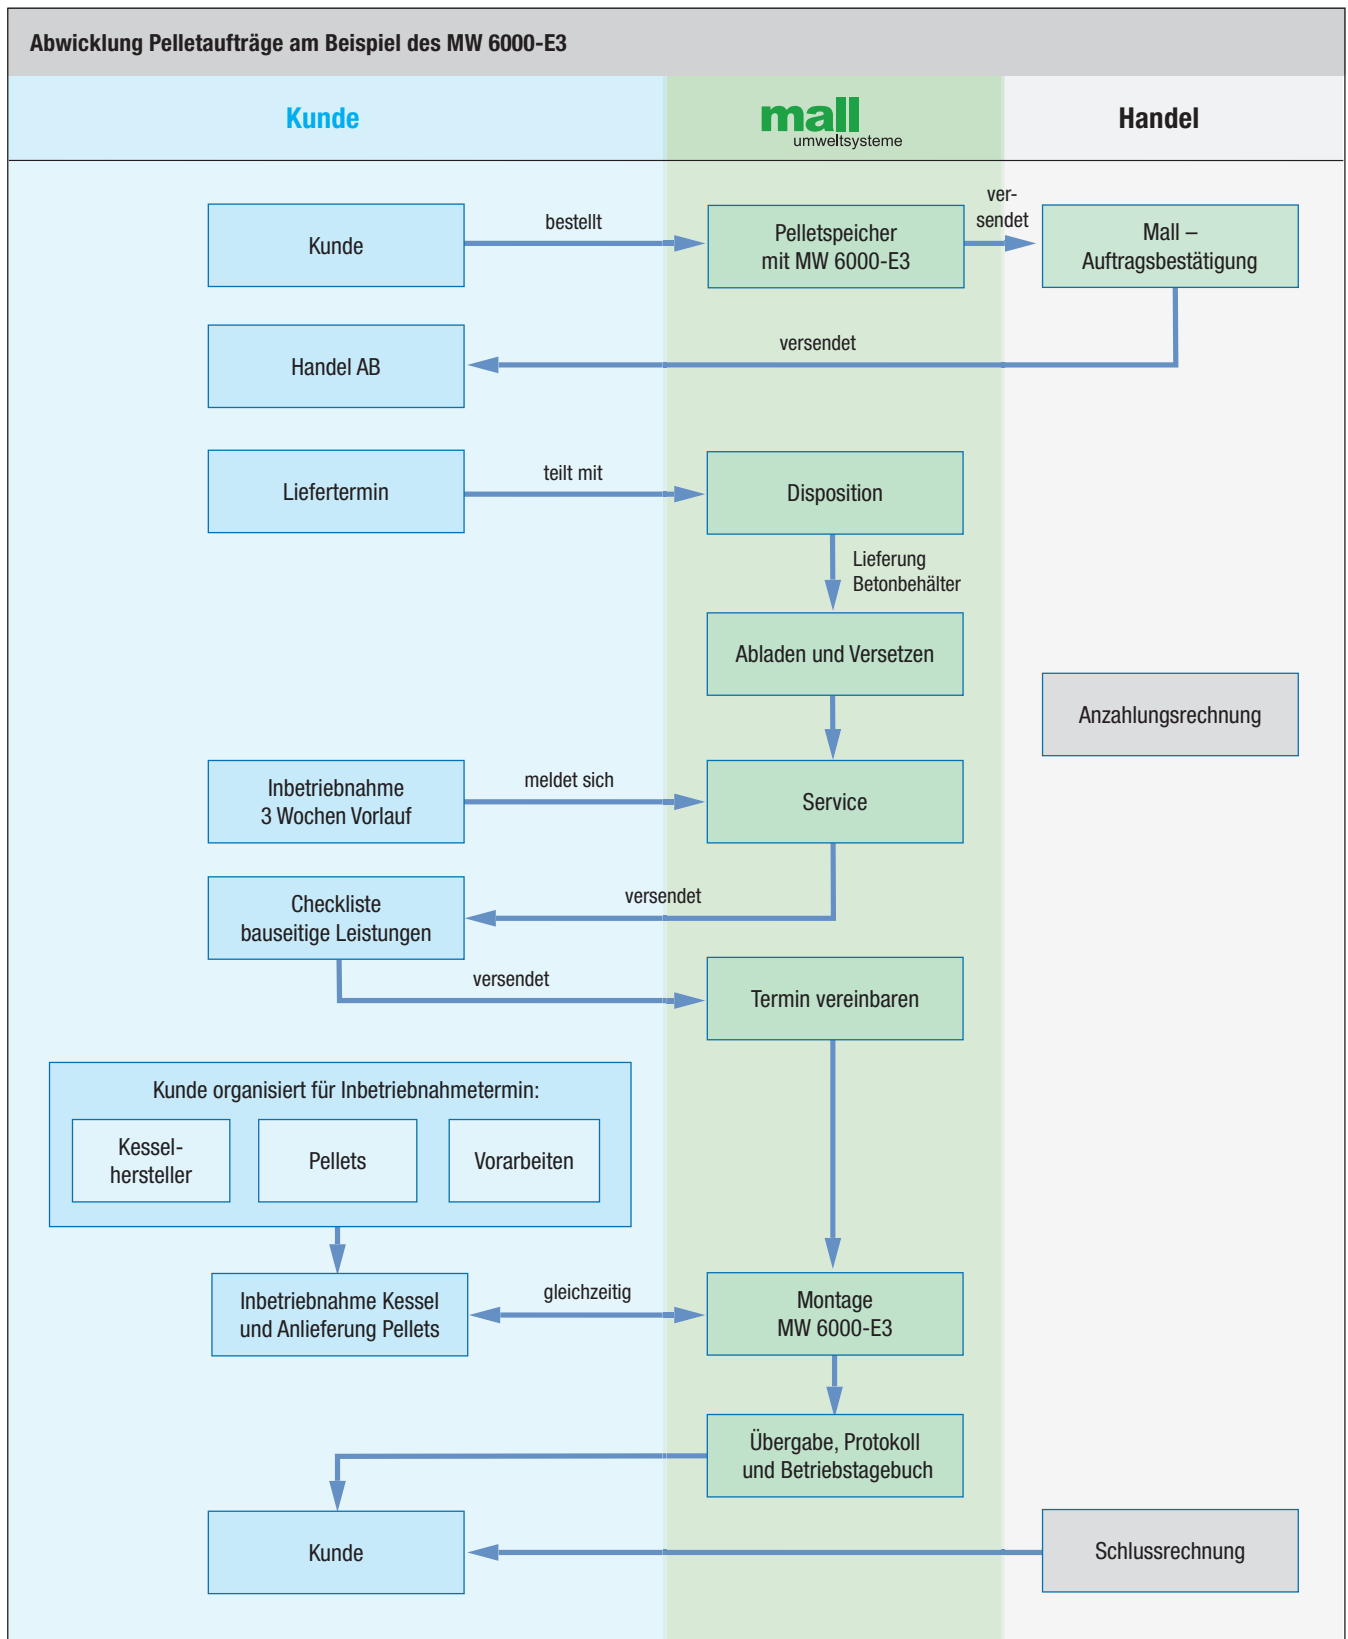 Abwicklung Pelletaufträge am Beispiel des MW 6000-E3
Kunde
mall
umweltsysteme
Handel
Kunde
bestellt
Pelletspeicher
mit MW 6000-E3
ver-
sendet
Mall –
Auftragsbestätigung
Handel AB
versendet
Liefertermin
teilt mit
Disposition
Lieferung
Betonbehälter
Abladen und Versetzen
Anzahlungsrechnung
Inbetriebnahme
3 Wochen Vorlauf
meldet sich
Service
Checkliste
bauseitige Leistungen
versendet
versendet
Termin vereinbaren
Kunde organisiert für Inbetriebnahmetermin:
Kessel-
hersteller
Pellets
Vorarbeiten
Inbetriebnahme Kessel
und Anlieferung Pellets
gleichzeitig
Montage
MW 6000-E3
Übergabe, Protokoll
und Betriebstagebuch
Kunde
Schlussrechnung